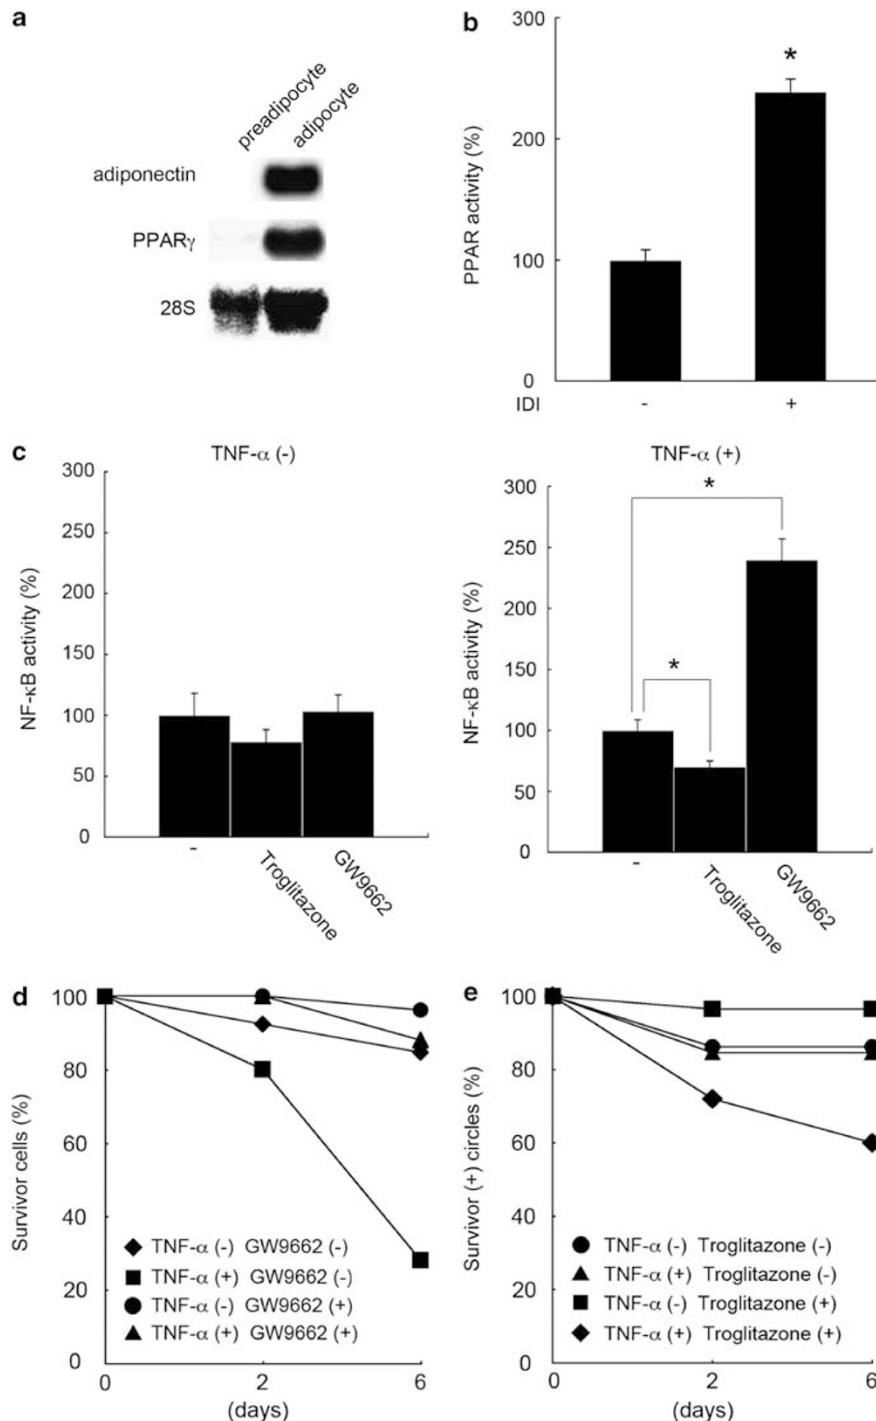 a
preadipocyte
adipocyte
adiponectin
PPARγ
28S
b
300
200
100
0
PPAR activity (%)
*
IDI - +
c
TNF-α (-)
300
250
200
150
100
50
0
NF-κB activity (%)
-
Troglitazone
GW9662
TNF-α (+)
300
250
200
150
100
50
0
NF-κB activity (%)
*
*
-
Troglitazone
GW9662
d
100
80
60
40
20
0
Survivor cells (%)
TNF-α (-) GW9662 (-)
TNF-α (+) GW9662 (-)
TNF-α (-) GW9662 (+)
TNF-α (+) GW9662 (+)
0 2 6
(days)
e
100
80
60
40
20
0
Survivor (+) circles (%)
TNF-α (-) Troglitazone (-)
TNF-α (+) Troglitazone (-)
TNF-α (-) Troglitazone (+)
TNF-α (+) Troglitazone (+)
0 2 6
(days)